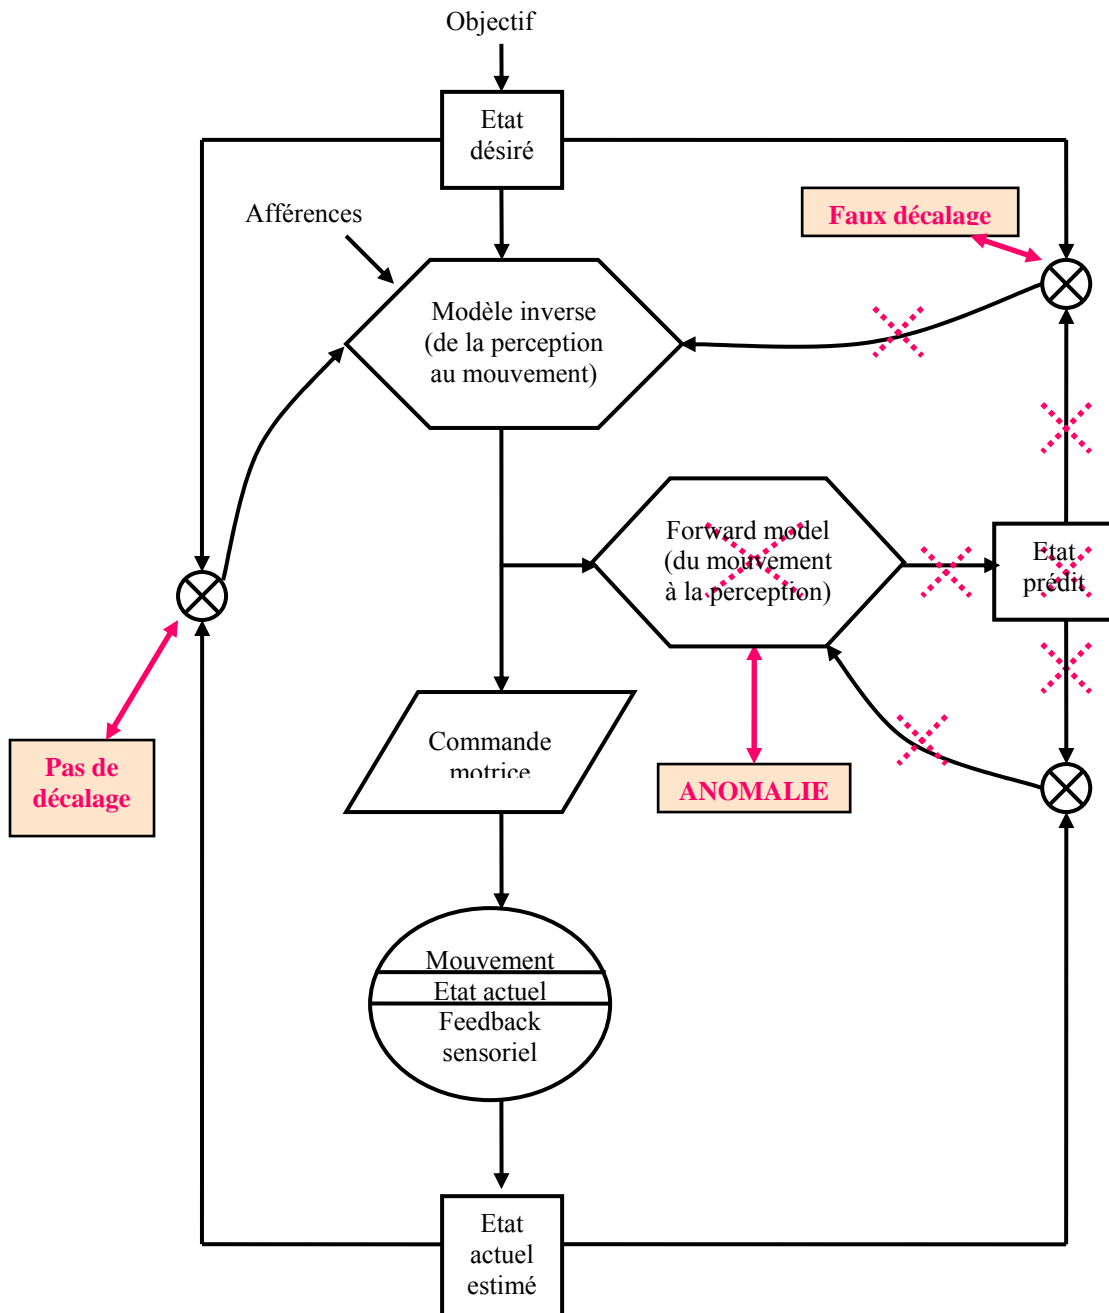 Objectif
Etat
désiré
Afférences
Faux décalage
Modèle inverse
(de la perception
au mouvement)
Forward model
(du mouvement
à la perception)
Etat
prédit
Pas de
décalage
Commande
motrice
ANOMALIE
Mouvement
Etat actuel
Feedback
sensoriel
Etat
actuel
estimé